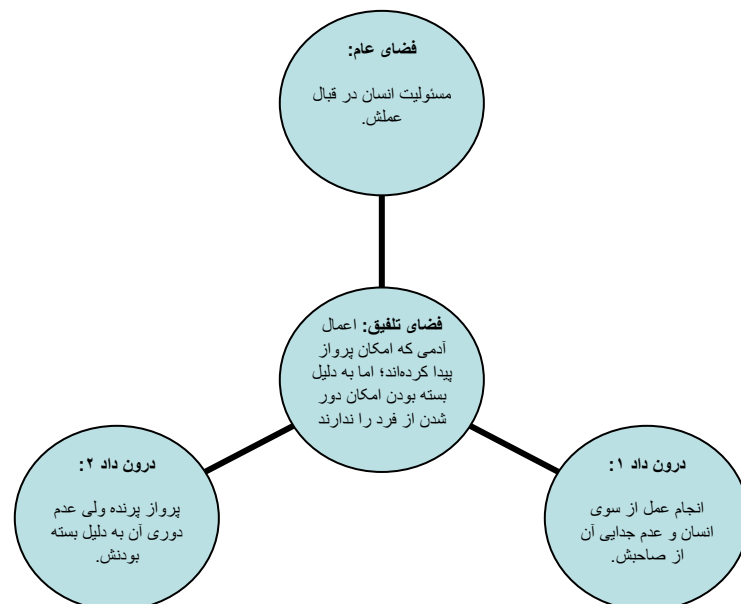 فضای عام:
مسئولیت انسان در قبال
عملش.
فضای تلفیق: اعمال
آدمی که امکان پرواز
پیدا کرده‌اند؛ اما به دلیل
بسته بودن امکان دور
شدن از فرد را ندارند
درون داد ۱:
انجام عمل از سوی
انسان و عدم جدایی آن
از صاحبش.
درون داد ۲:
پرواز پرنده ولی عدم
دوری آن به دلیل بسته
بودنش.